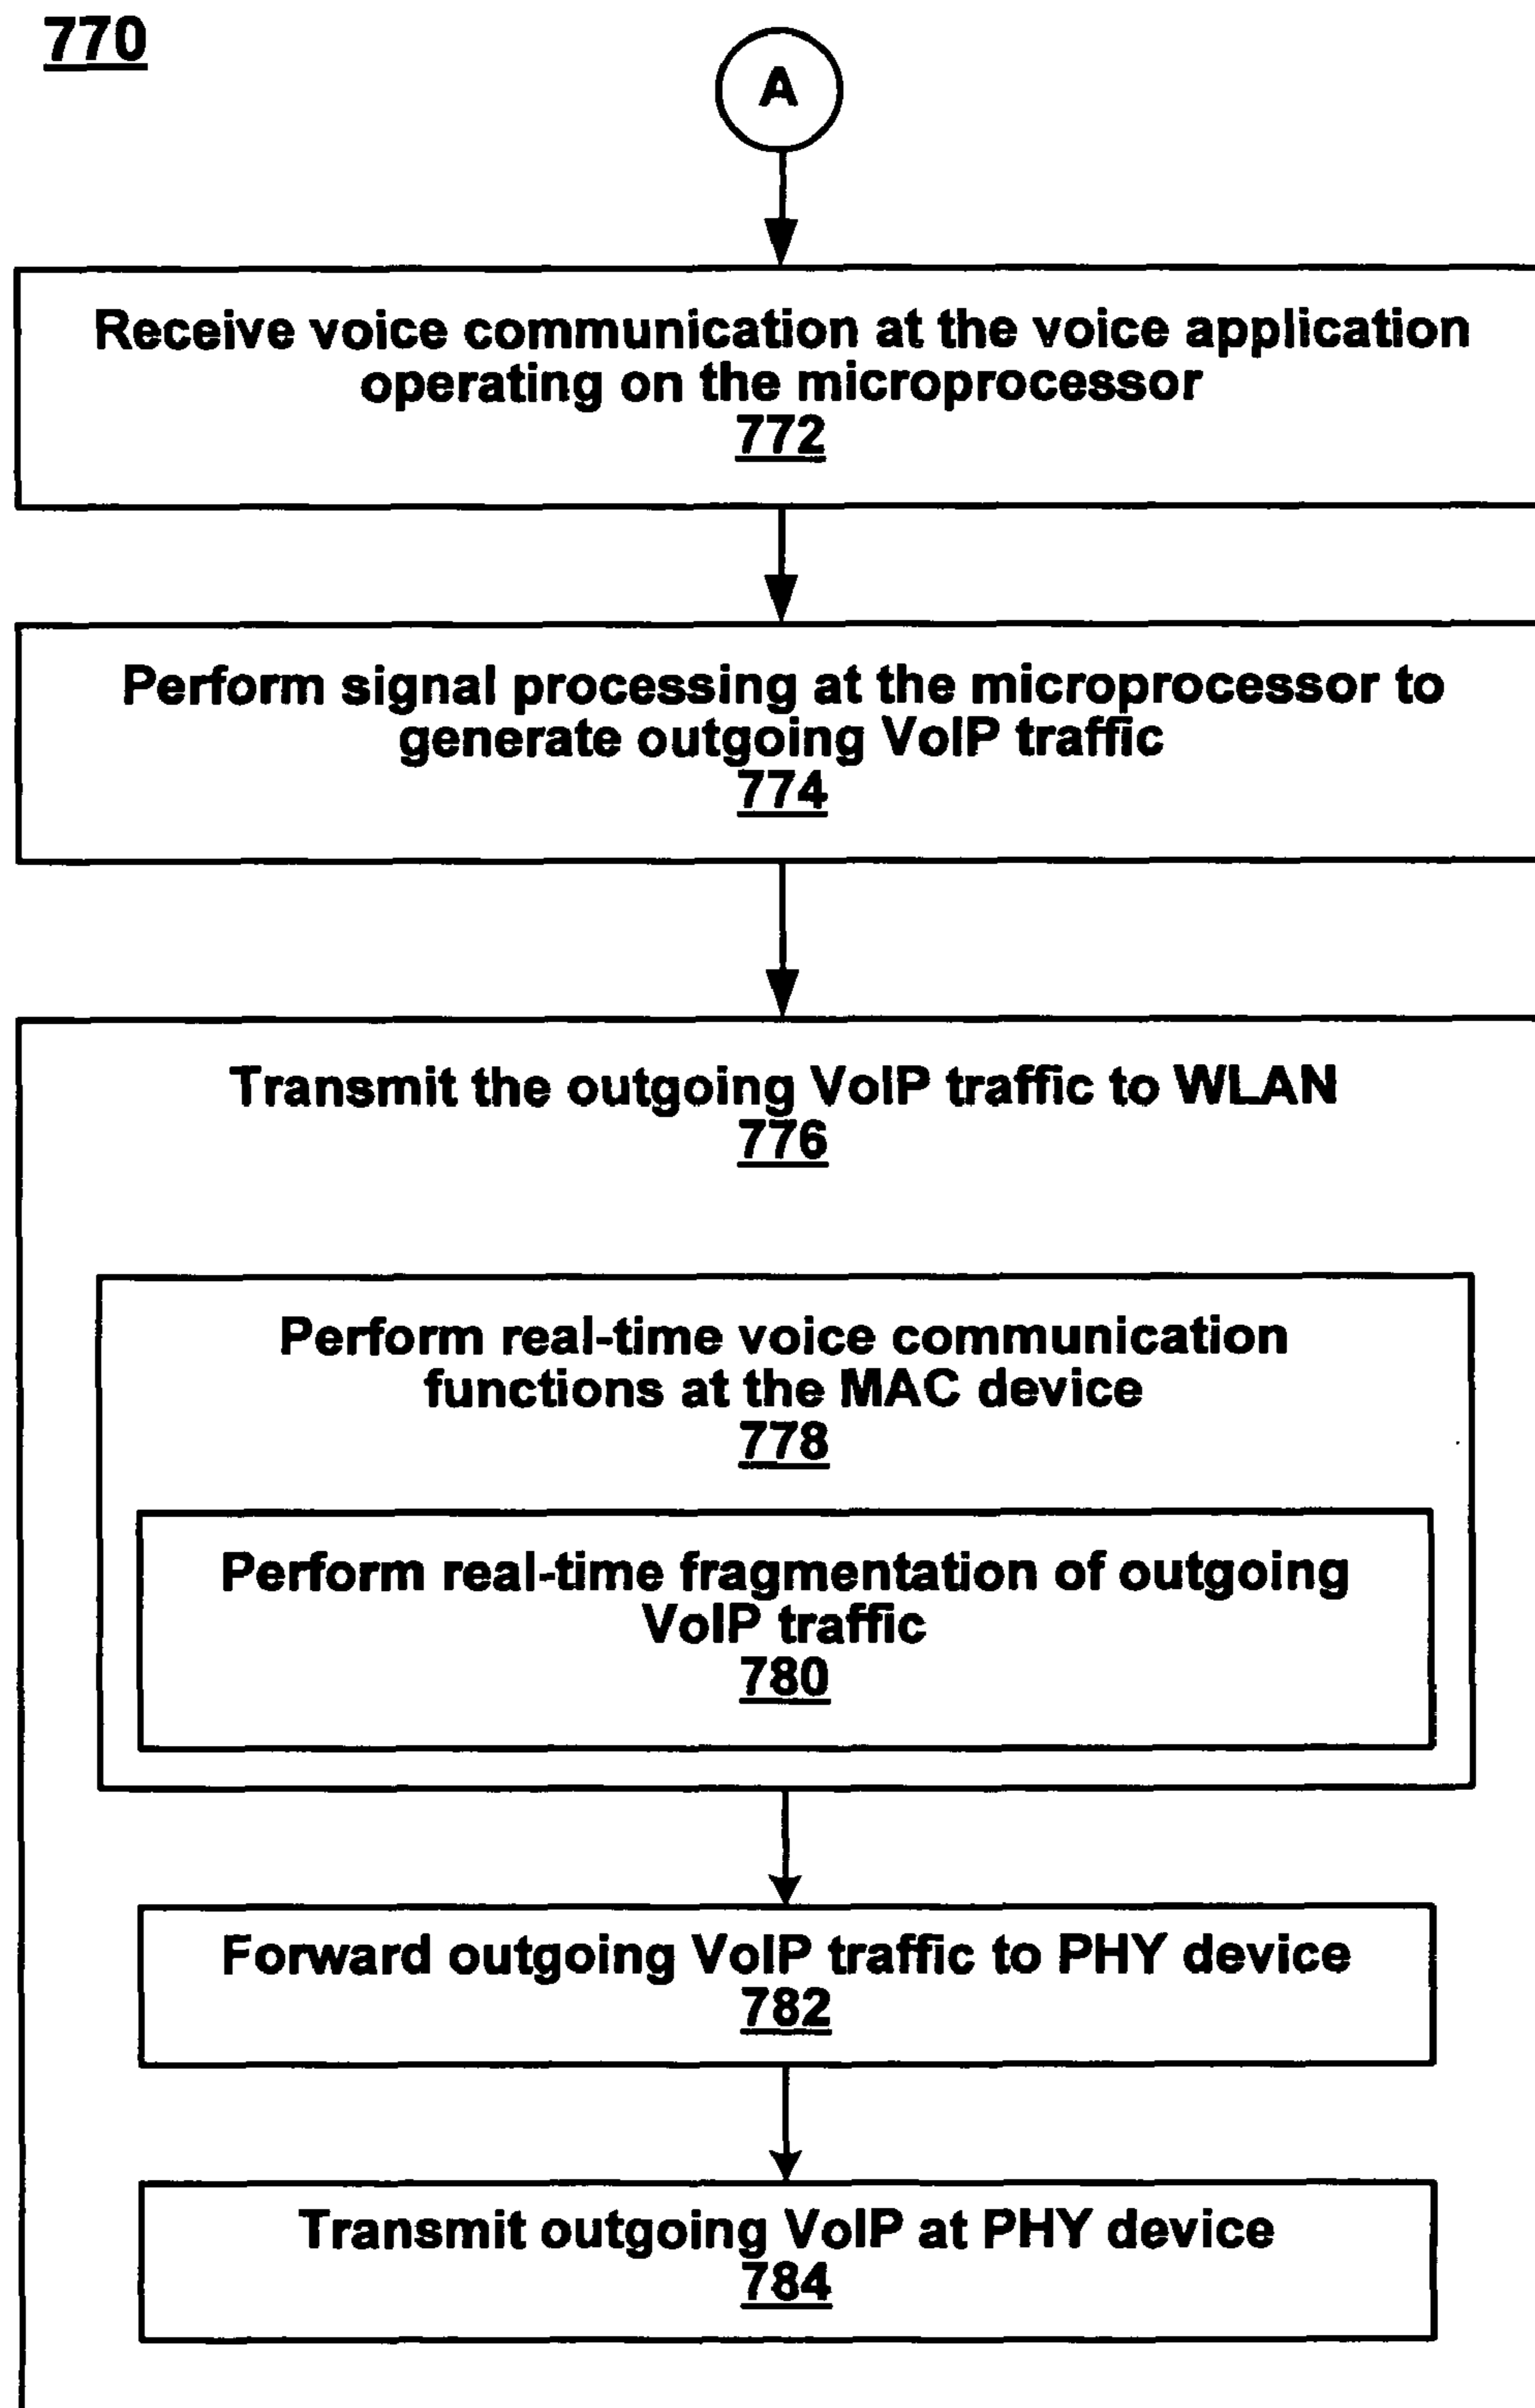 770
A
Receive voice communication at the voice application
operating on the microprocessor
772
Perform signal processing at the microprocessor to
generate outgoing VoIP traffic
774
Transmit the outgoing VoIP traffic to WLAN
776
Perform real-time voice communication
functions at the MAC device
778
Perform real-time fragmentation of outgoing
VoIP traffic
780
Forward outgoing VoIP traffic to PHY device
782
Transmit outgoing VoIP at PHY device
784